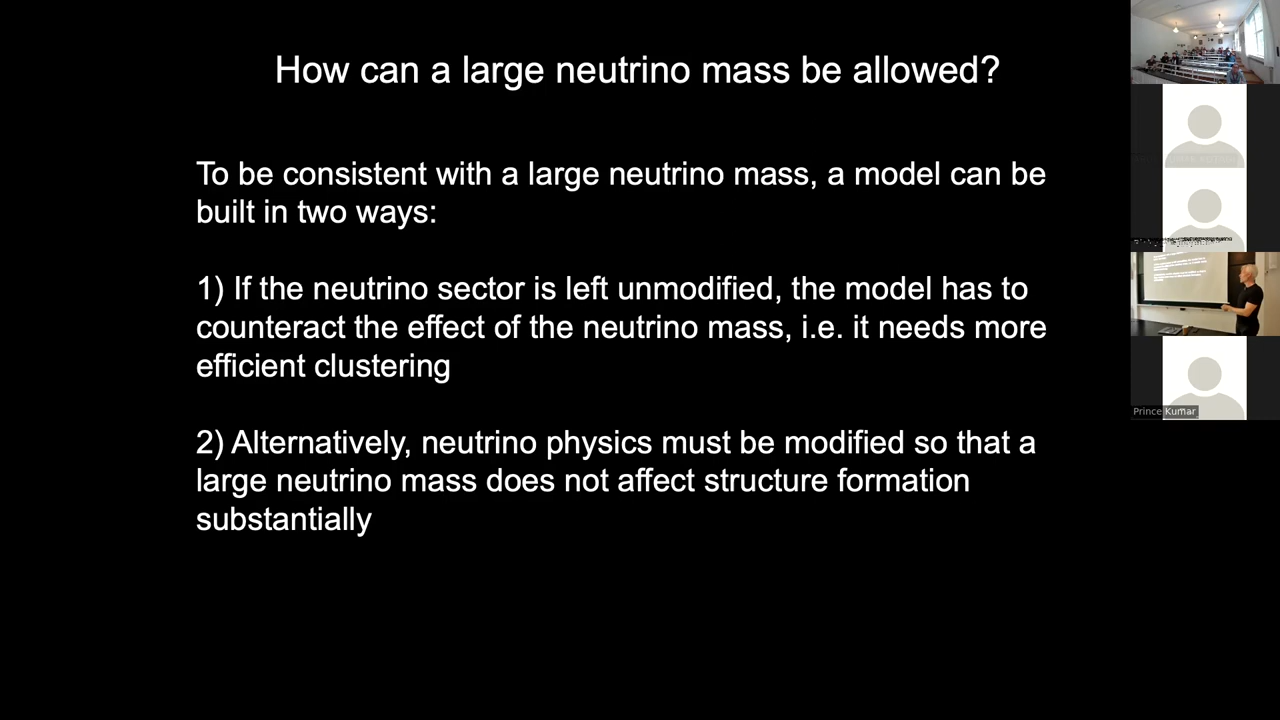 How can a large neutrino mass be allowed?
To be consistent with a large neutrino mass, a model can be
built in two ways:
1) If the neutrino sector is left unmodified, the model has to
counteract the effect of the neutrino mass, i.e. it needs more
efficient clustering
2) Alternatively, neutrino physics must be modified so that a
large neutrino mass does not affect structure formation
substantially
Prince Kumar